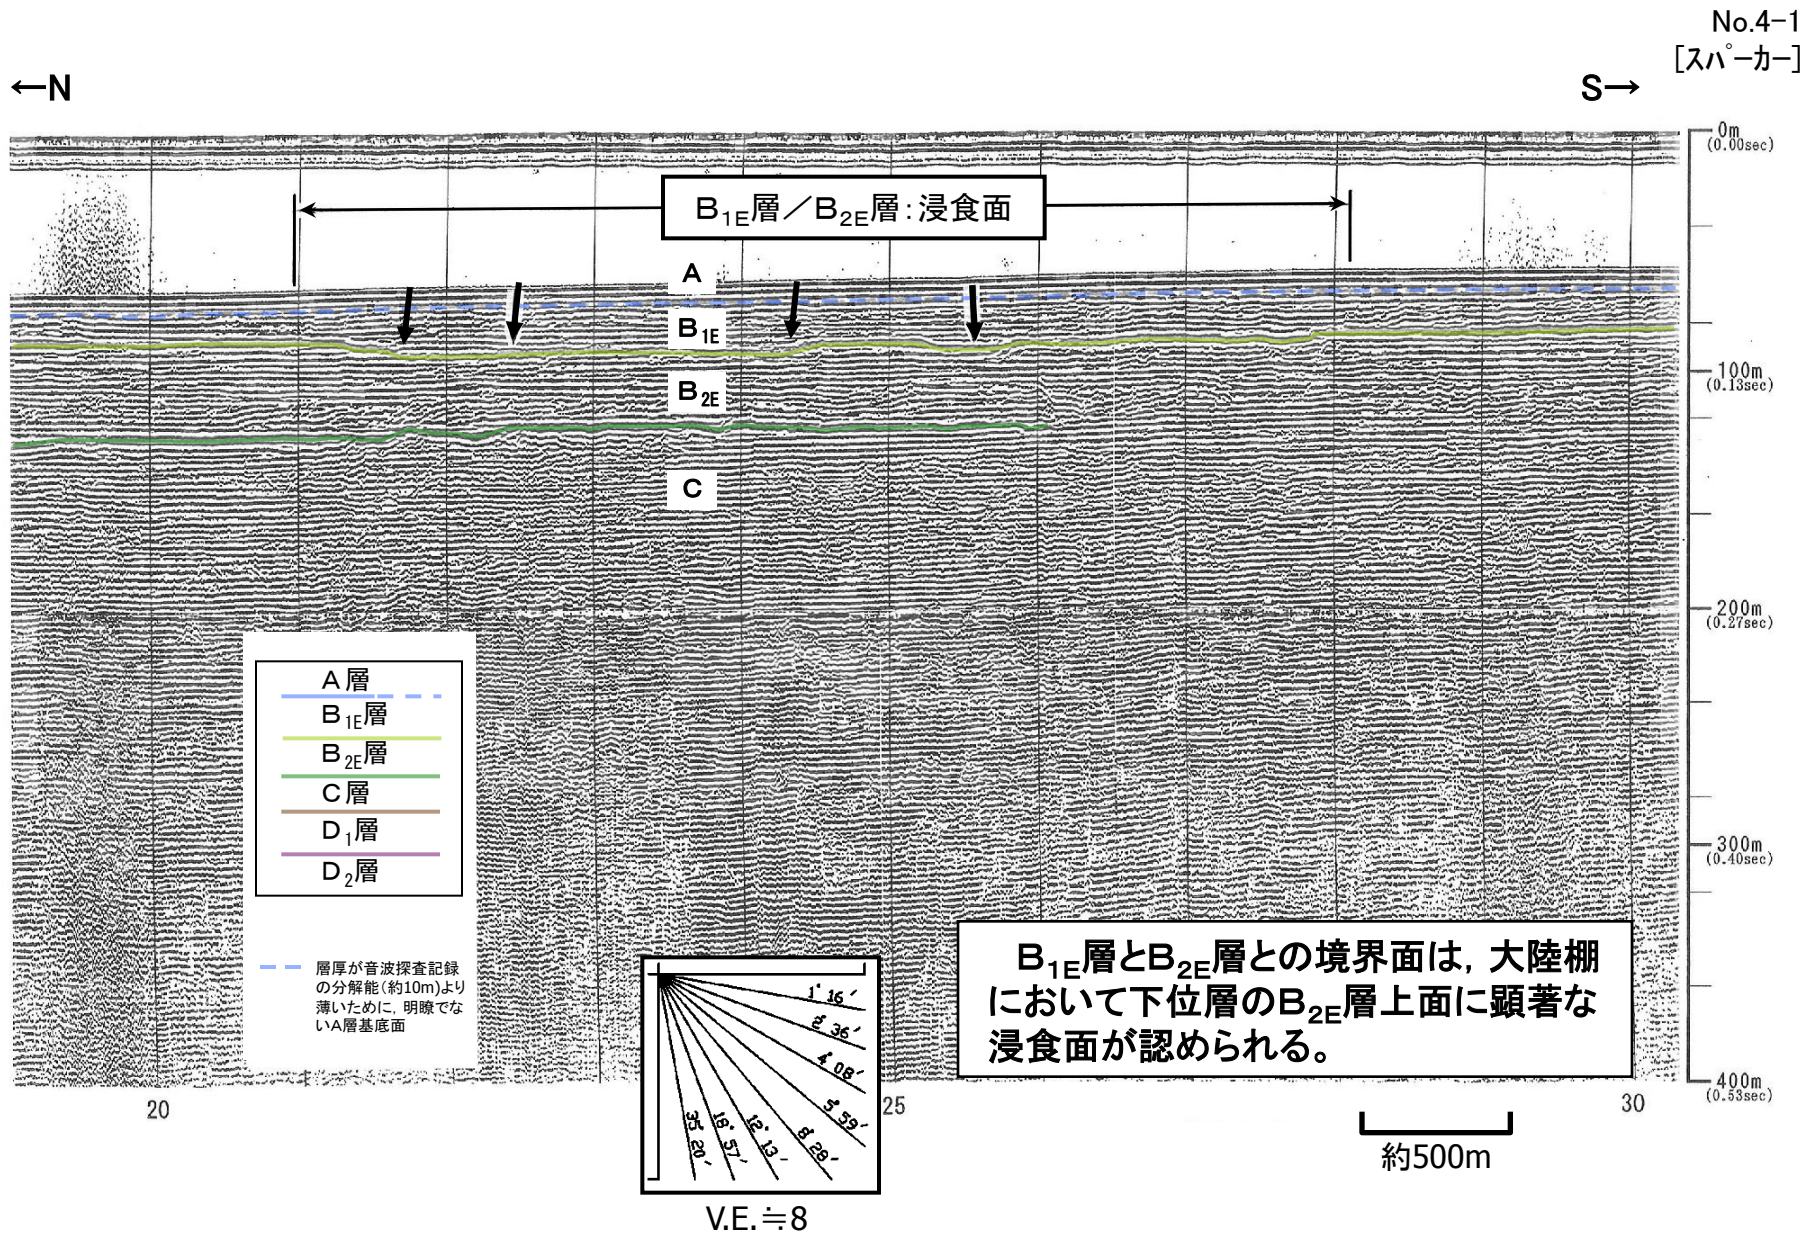 No.4-1
[スパーカー]
←N
S→
0m
(0.00sec)
B1E層／B2E層：浸食面
A
B1E
100m
(0.13sec)
B2E
C
200m
(0.27sec)
A層
B1E層
B2E層
C層
D1層
D2層
300m
(0.40sec)
層厚が音波探査記録
の分解能(約10m)より
薄いために，明瞭でな
いA層基底面
B1E層とB2E層との境界面は，大陸棚
において下位層のB2E層上面に顕著な
浸食面が認められる。
1°16′
2°36′
4°08′
5°59′
8°28′
12°13′
18°57′
35°20′
400m
(0.53sec)
20
25
30
約500m
V.E.≒8